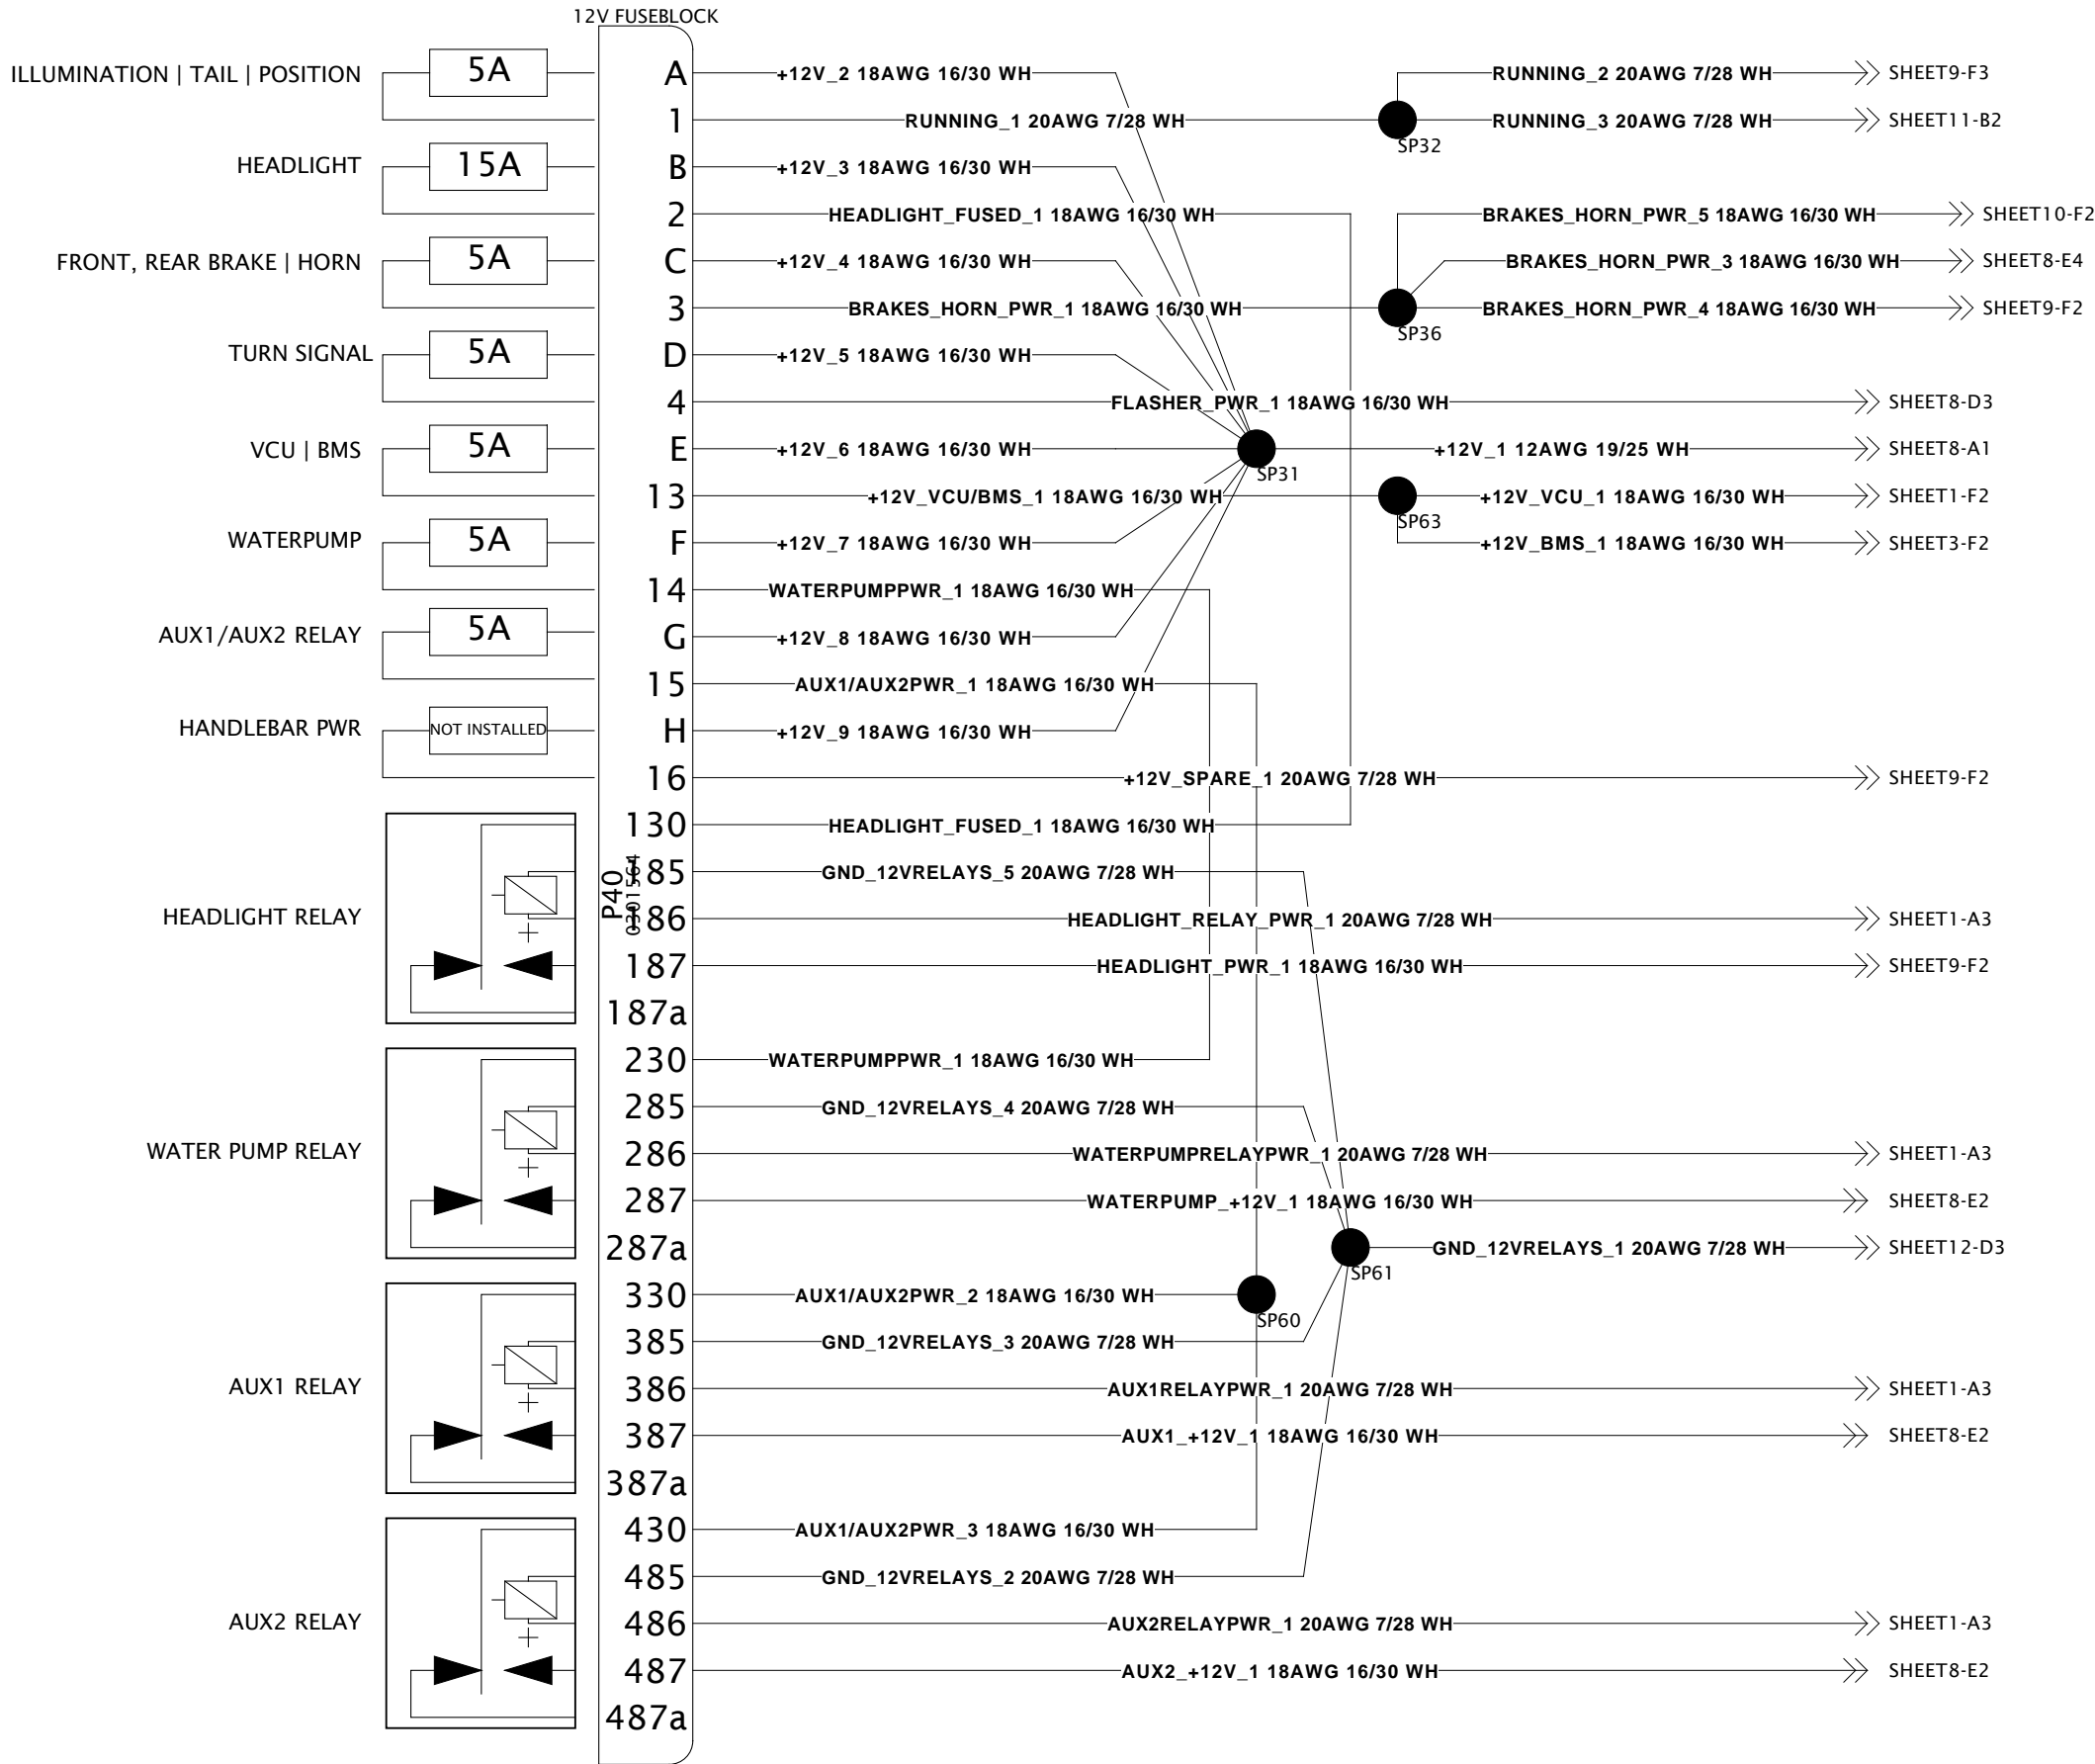 12V FUSEBLOCK
ILLUMINATION | TAIL | POSITION 5A A +12V_2 18AWG 16/30 WH RUNNING_2 20AWG 7/28 WH SHEET9-F3
1 RUNNING_1 20AWG 7/28 WH RUNNING_3 20AWG 7/28 WH SHEET11-B2
SP32
HEADLIGHT 15A B +12V_3 18AWG 16/30 WH
2 HEADLIGHT_FUSED_1 18AWG 16/30 WH BRAKES_HORN_PWR_5 18AWG 16/30 WH SHEET10-F2
FRONT, REAR BRAKE | HORN 5A C +12V_4 18AWG 16/30 WH BRAKES_HORN_PWR_3 18AWG 16/30 WH SHEET8-E4
3 BRAKES_HORN_PWR_1 18AWG 16/30 WH BRAKES_HORN_PWR_4 18AWG 16/30 WH SHEET9-F2
SP36
TURN SIGNAL 5A D +12V_5 18AWG 16/30 WH
4 FLASHER_PWR_1 18AWG 16/30 WH SHEET8-D3
VCU | BMS 5A E +12V_6 18AWG 16/30 WH +12V_1 12AWG 19/25 WH SHEET8-A1
SP31
13 +12V_VCU/BMS_1 18AWG 16/30 WH +12V_VCU_1 18AWG 16/30 WH SHEET1-F2
SP63
WATERPUMP 5A F +12V_7 18AWG 16/30 WH +12V_BMS_1 18AWG 16/30 WH SHEET3-F2
14 WATERPUMPPWR_1 18AWG 16/30 WH
AUX1/AUX2 RELAY 5A G +12V_8 18AWG 16/30 WH
15 AUX1/AUX2PWR_1 18AWG 16/30 WH
HANDLEBAR PWR NOT INSTALLED H +12V_9 18AWG 16/30 WH
16 +12V_SPARE_1 20AWG 7/28 WH SHEET9-F2
130 HEADLIGHT_FUSED_1 18AWG 16/30 WH
P40
0301564
185 GND_12VRELAYS_5 20AWG 7/28 WH
HEADLIGHT RELAY 186 HEADLIGHT_RELAY_PWR_1 20AWG 7/28 WH SHEET1-A3
187 HEADLIGHT_PWR_1 18AWG 16/30 WH SHEET9-F2
187a
230 WATERPUMPPWR_1 18AWG 16/30 WH
285 GND_12VRELAYS_4 20AWG 7/28 WH
WATER PUMP RELAY 286 WATERPUMPRELAYPWR_1 20AWG 7/28 WH SHEET1-A3
287 WATERPUMP_+12V_1 18AWG 16/30 WH SHEET8-E2
287a GND_12VRELAYS_1 20AWG 7/28 WH SHEET12-D3
SP61
330 AUX1/AUX2PWR_2 18AWG 16/30 WH
SP60
385 GND_12VRELAYS_3 20AWG 7/28 WH
AUX1 RELAY 386 AUX1RELAYPWR_1 20AWG 7/28 WH SHEET1-A3
387 AUX1_+12V_1 18AWG 16/30 WH SHEET8-E2
387a
430 AUX1/AUX2PWR_3 18AWG 16/30 WH
485 GND_12VRELAYS_2 20AWG 7/28 WH
AUX2 RELAY 486 AUX2RELAYPWR_1 20AWG 7/28 WH SHEET1-A3
487 AUX2_+12V_1 18AWG 16/30 WH SHEET8-E2
487a